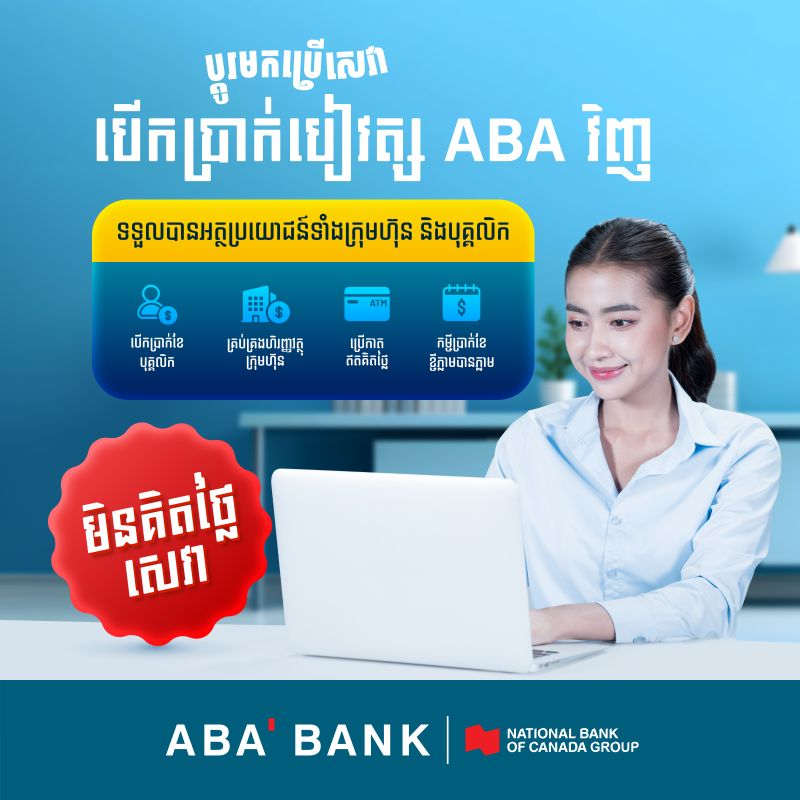 ប្ដូរមកប្រើសេវា
បើកប្រាក់បៀវត្ស ABA វិញ
ទទួលបានអត្ថប្រយោជន៍ទាំងក្រុមហ៊ុន និងបុគ្គលិក
បើកប្រាក់ខែ
បុគ្គលិក
គ្រប់គ្រងហិរញ្ញវត្ថុ
ក្រុមហ៊ុន
ATM
ប្រើកាត
ឥតគិតថ្លៃ
កម្ចីប្រាក់ខែ
ខ្ចីភ្លាមបានភ្លាម
មិនគិតថ្លៃ
សេវា
ABA' BANK
NATIONAL BANK
OF CANADA GROUP